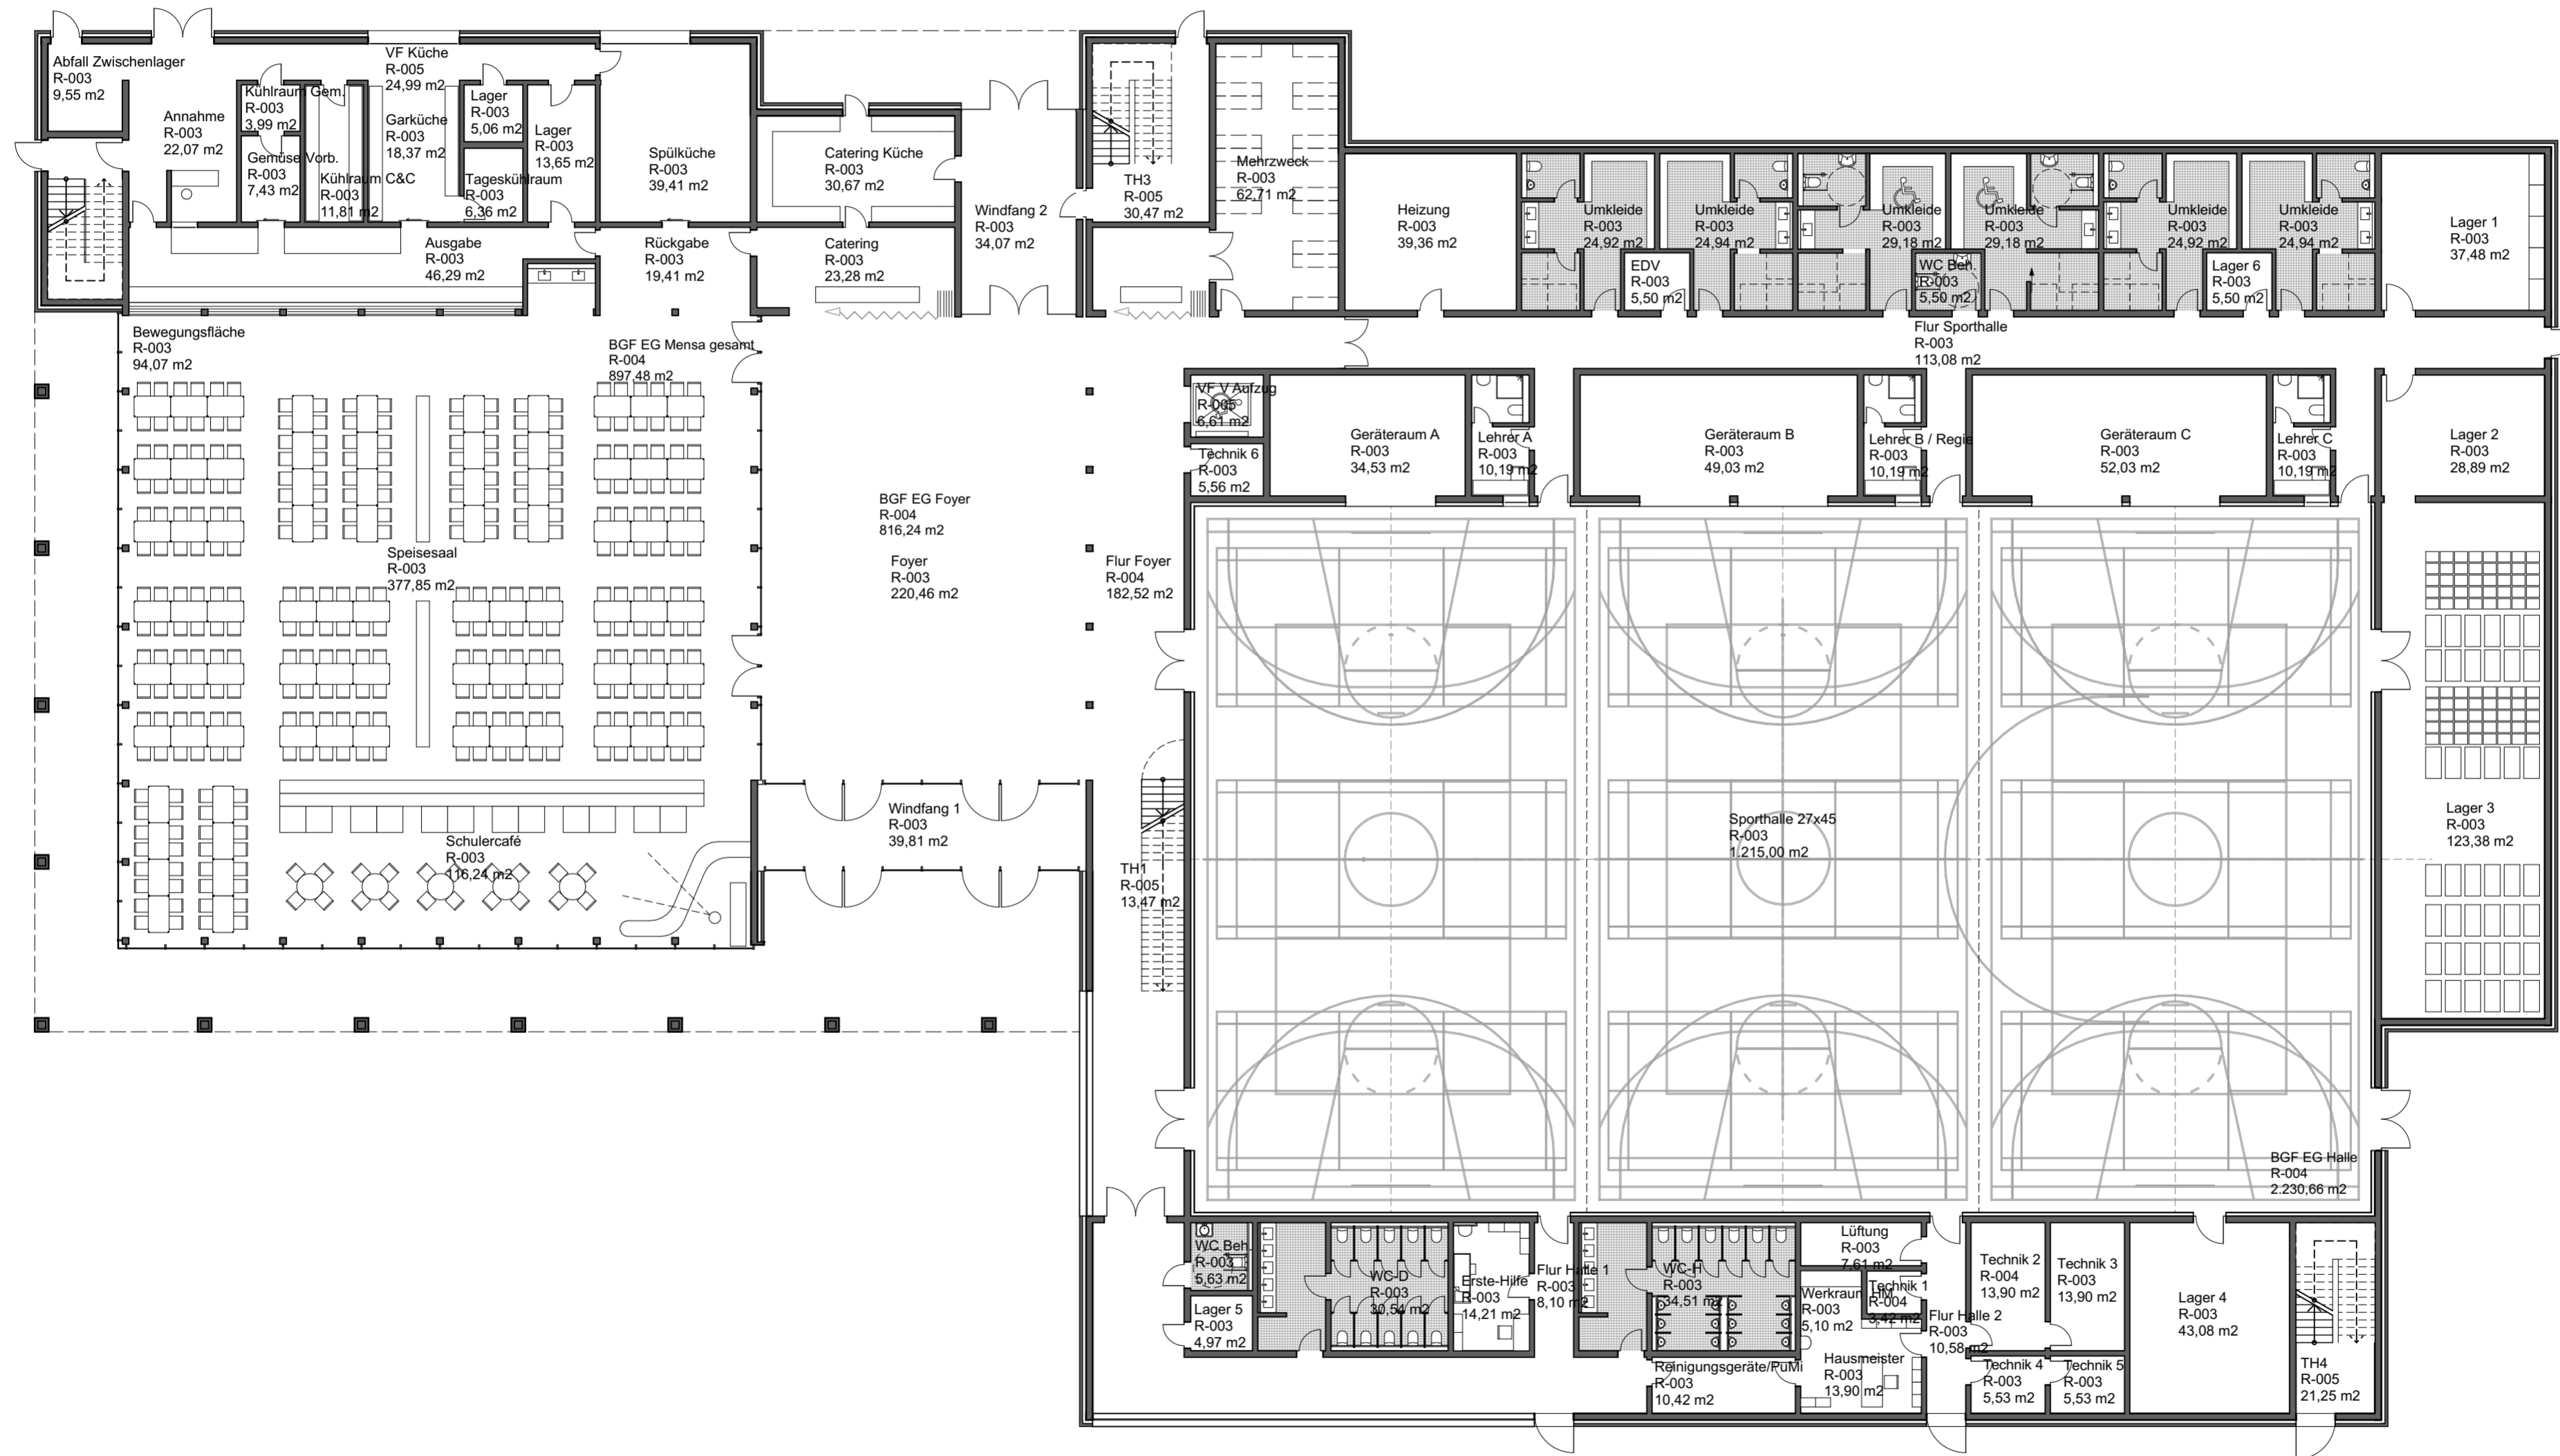 Abfall Zwischenlager
R-003
9,55 m2
VF Küche
R-005
24,99 m2
Annahme
R-003
22,07 m2
Kühlraum Gem.
R-003
3,99 m2
Gemüse Vorb.
R-003
7,43 m2
Kühlraum C&C
R-003
11,81 m2
Garküche
R-003
18,37 m2
Lager
R-003
5,06 m2
Lager
R-003
13,65 m2
Tageskühlraum
R-003
6,36 m2
Spülküche
R-003
39,41 m2
Catering Küche
R-003
30,67 m2
Windfang 2
R-003
34,07 m2
TH3
R-005
30,47 m2
Mehrzweck
R-003
62,71 m2
Heizung
R-003
39,36 m2
Umkleide
R-003
24,92 m2
Umkleide
R-003
24,94 m2
Umkleide
R-003
29,18 m2
Umkleide
R-003
29,18 m2
Umkleide
R-003
24,92 m2
Umkleide
R-003
24,94 m2
Lager 1
R-003
37,48 m2
Ausgabe
R-003
46,29 m2
Rückgabe
R-003
19,41 m2
Catering
R-003
23,28 m2
EDV
R-003
5,50 m2
WC Beh.
R-003
5,50 m2
Lager 6
R-003
5,50 m2
Flur Sporthalle
R-003
113,08 m2
Bewegungsfläche
R-003
94,07 m2
BGF EG Mensa gesamt
R-004
897,48 m2
VF V Aufzug
R-005
6,61 m2
Technik 6
R-003
5,56 m2
Geräteraum A
R-003
34,53 m2
Lehrer A
R-003
10,19 m2
Geräteraum B
R-003
49,03 m2
Lehrer B / Regie
R-003
10,19 m2
Geräteraum C
R-003
52,03 m2
Lehrer C
R-003
10,19 m2
Lager 2
R-003
28,89 m2
BGF EG Foyer
R-004
816,24 m2
Speisesaal
R-003
377,85 m2
Foyer
R-003
220,46 m2
Flur Foyer
R-004
182,52 m2
Windfang 1
R-003
39,81 m2
Schulercafé
R-003
116,24 m2
TH1
R-005
13,47 m2
Sporthalle 27x45
R-003
1.215,00 m2
Lager 3
R-003
123,38 m2
BGF EG Halle
R-004
2.230,66 m2
WC Beh.
R-003
5,63 m2
Lager 5
R-003
4,97 m2
WC-D
R-003
30,54 m2
Erste-Hilfe
R-003
14,21 m2
Flur Halle 1
R-003
8,10 m2
WC-H
R-003
34,51 m2
Lüftung
R-003
7,61 m2
Werkraum HM
R-003
5,10 m2
Technik 1
R-004
3,42 m2
Flur Halle 2
R-003
10,58 m2
Technik 2
R-004
13,90 m2
Technik 3
R-003
13,90 m2
Lager 4
R-003
43,08 m2
Reinigungsgeräte/PuMi
R-003
10,42 m2
Hausmeister
R-003
13,90 m2
Technik 4
R-003
5,53 m2
Technik 5
R-003
5,53 m2
TH4
R-005
21,25 m2